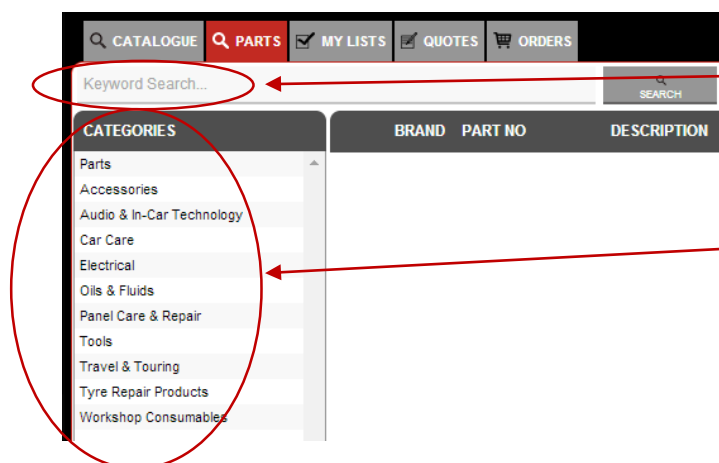 CATALOGUE PARTS MY LISTS QUOTES ORDERS
Keyword Search...
SEARCH
CATEGORIES BRAND PART NO DESCRIPTION
Parts
Accessories
Audio & In-Car Technology
Car Care
Electrical
Oils & Fluids
Panel Care & Repair
Tools
Travel & Touring
Tyre Repair Products
Workshop Consumables